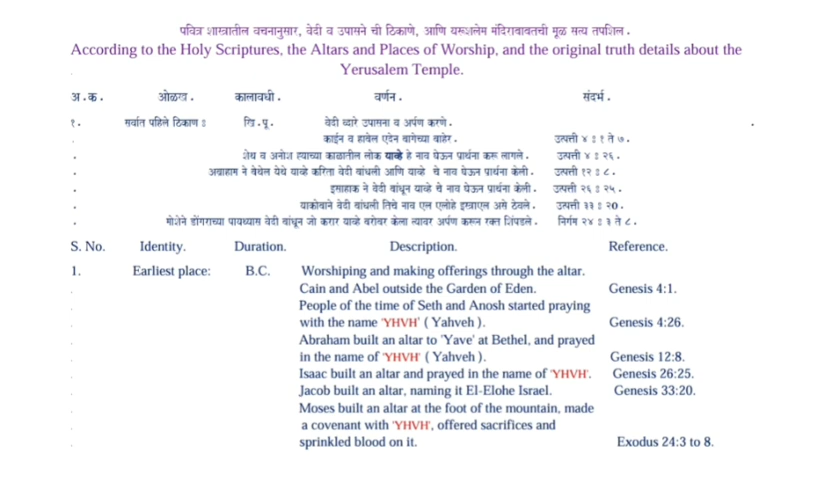 पवित्र शास्त्रातील वचनानुसार, वेदी व उपासने ची ठिकाणे, आणि यरूशलेम मंदिराबाबतची मूळ सत्य तपशिल.
According to the Holy Scriptures, the Altars and Places of Worship, and the original truth details about the
Yerusalem Temple.
अ.क. ओळख. कालावधी. वर्णन. संदर्भ.
१. सर्वात पहिले ठिकाण : ख्रि.पू. वेदी व्दारे उपासना व अर्पण करणे.
काईन व हाबेल एदेन बागेच्या बाहेर. उत्पत्ती ४ : १ ते ७.
शेथ व अनोश ह्याच्या काळातील लोक याव्हे हे नाव घेऊन प्रार्थना करू लागले. उत्पत्ती ४ : २६.
अब्राहाम ने बेथेल येथे याव्हे करिता वेदी बांधली आणि याव्हे चे नाव घेऊन प्रार्थना केली. उत्पत्ती १२ : ८.
इसाहाक ने वेदी बांधून याव्हे चे नाव घेऊन प्रार्थना केली. उत्पत्ती २६ : २५.
याकोबाने वेदी बांधली तिचे नाव एल एलोहे इस्राएल असे ठेवले. उत्पत्ती ३३ : २०.
मोशेने डोंगराच्या पायथ्यास वेदी बांधून जो करार याव्हे बरोबर केला त्यावर अर्पण करून रक्त शिंपडले. निर्गम २४ : ३ ते ८.
S. No. Identity. Duration. Description. Reference.
1. Earliest place: B.C. Worshiping and making offerings through the altar.
Cain and Abel outside the Garden of Eden. Genesis 4:1.
People of the time of Seth and Anosh started praying
with the name 'YHVH' ( Yahveh ). Genesis 4:26.
Abraham built an altar to 'Yave' at Bethel, and prayed
in the name of 'YHVH' ( Yahveh ). Genesis 12:8.
Isaac built an altar and prayed in the name of 'YHVH'. Genesis 26:25.
Jacob built an altar, naming it El-Elohe Israel. Genesis 33:20.
Moses built an altar at the foot of the mountain, made
a covenant with 'YHVH', offered sacrifices and
sprinkled blood on it. Exodus 24:3 to 8.